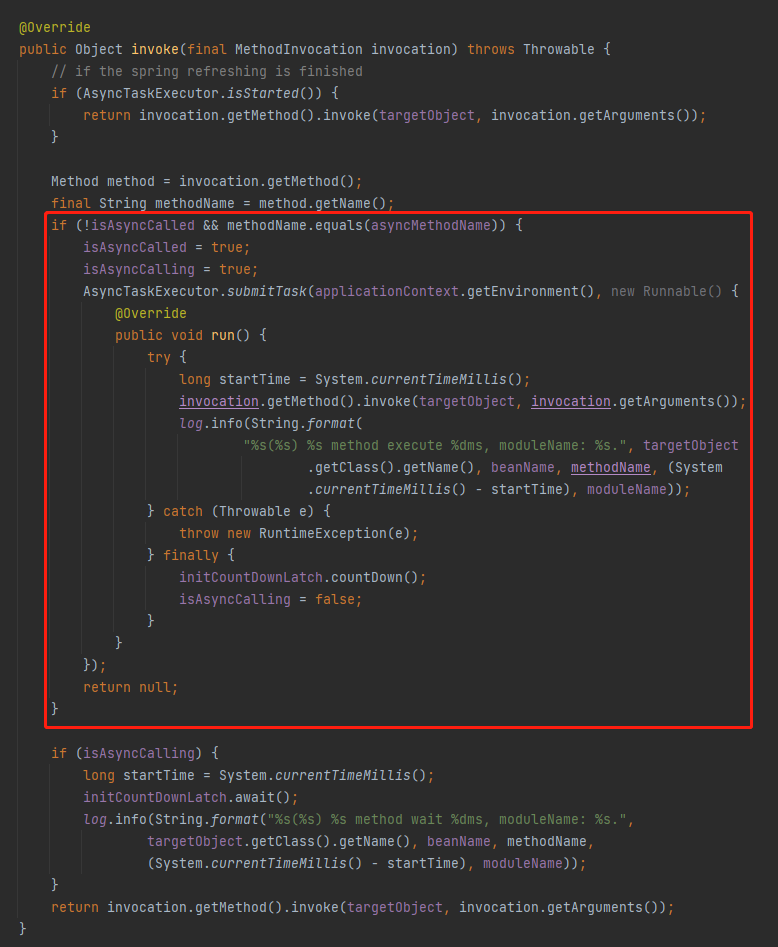 @Override
public Object invoke(final MethodInvocation invocation) throws Throwable {
// if the spring refreshing is finished
if (AsyncTaskExecutor.isStarted()) {
return invocation.getMethod().invoke(targetObject, invocation.getArguments());
}
Method method = invocation.getMethod();
final String methodName = method.getName();
if (!isAsyncCalled && methodName.equals(asyncMethodName)) {
isAsyncCalled = true;
isAsyncCalling = true;
AsyncTaskExecutor.submitTask(applicationContext.getEnvironment(), new Runnable() {
@Override
public void run() {
try {
long startTime = System.currentTimeMillis();
invocation.getMethod().invoke(targetObject, invocation.getArguments());
log.info(String.format(
"%s(%s) %s method execute %dms, moduleName: %s.", targetObject
.getClass().getName(), beanName, methodName, (System
.currentTimeMillis() - startTime), moduleName));
} catch (Throwable e) {
throw new RuntimeException(e);
} finally {
initCountDownLatch.countDown();
isAsyncCalling = false;
}
}
});
return null;
}
if (isAsyncCalling) {
long startTime = System.currentTimeMillis();
initCountDownLatch.await();
log.info(String.format("%s(%s) %s method wait %dms, moduleName: %s.",
targetObject.getClass().getName(), beanName, methodName,
(System.currentTimeMillis() - startTime), moduleName));
}
return invocation.getMethod().invoke(targetObject, invocation.getArguments());
}